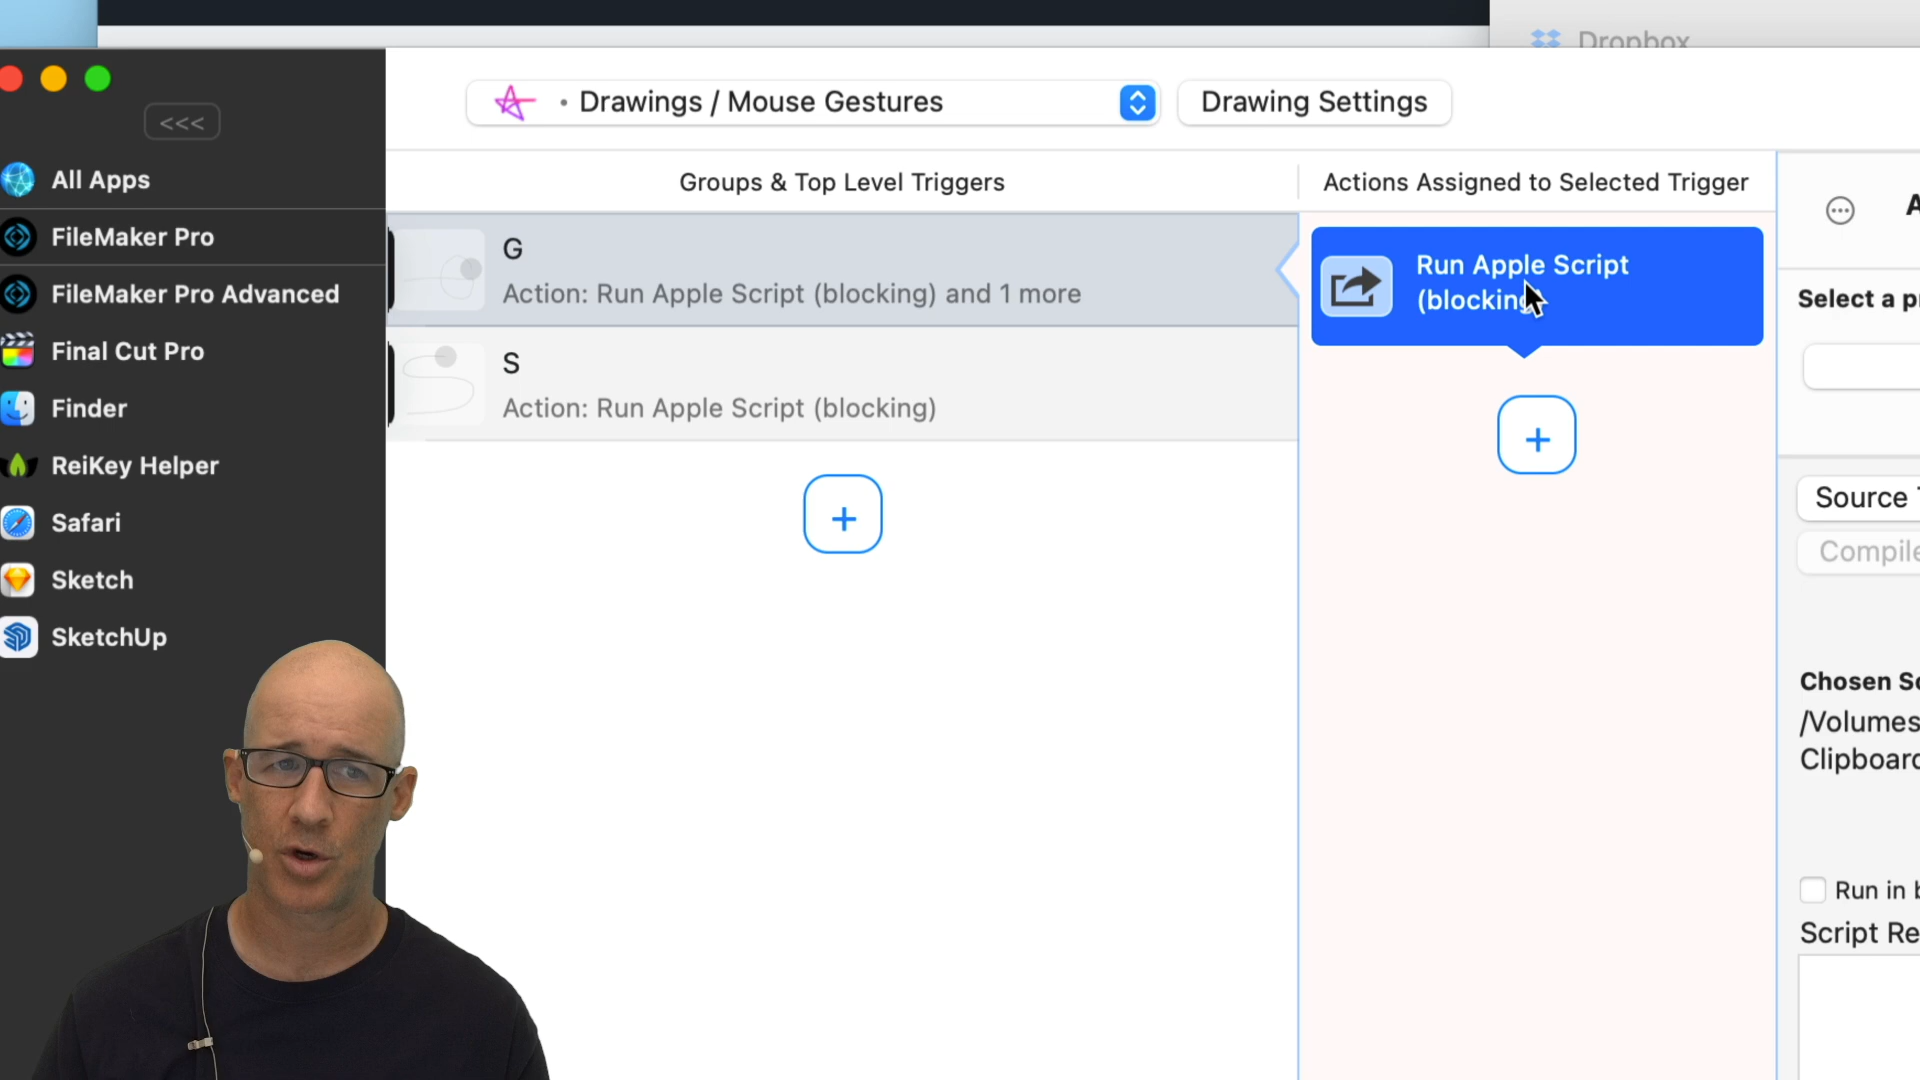 Dropbox
<<<
• Drawings / Mouse Gestures
Drawing Settings
Groups & Top Level Triggers
Actions Assigned to Selected Trigger
All Apps
FileMaker Pro
FileMaker Pro Advanced
Final Cut Pro
Finder
ReiKey Helper
Safari
Sketch
SketchUp
G
Action: Run Apple Script (blocking) and 1 more
S
Action: Run Apple Script (blocking)
Run Apple Script
(blocking)
A
Select a p
Source
Compile
Chosen Sc
/Volumes
Clipboard
Run in b
Script Re